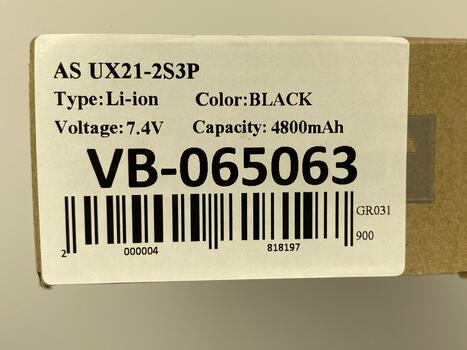 AS UX21-2S3P
Type:Li-ion Color:BLACK
Voltage:7.4V Capacity: 4800mAh
VB-065063
GR031
900
2 000004 818197